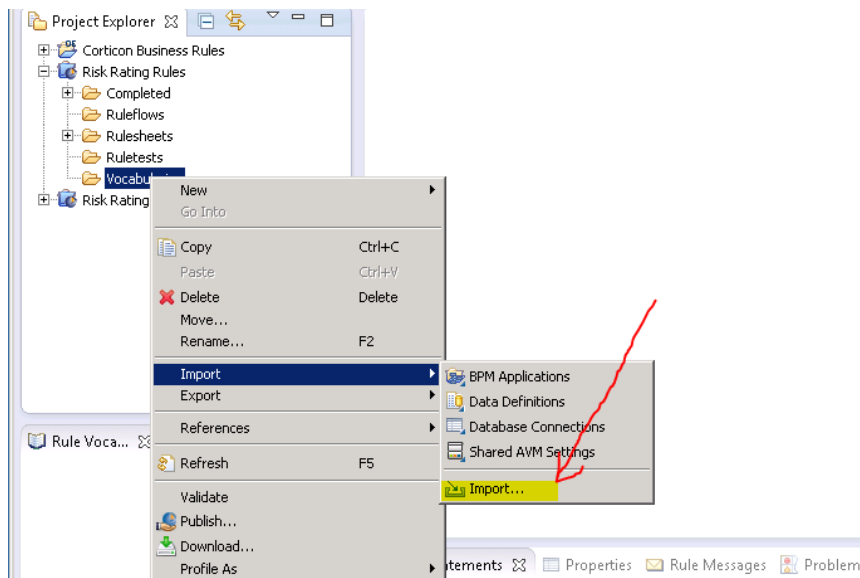 Project Explorer
Corticon Business Rules
Risk Rating Rules
Completed
Ruleflows
Rulesheets
Ruletests
Risk Rating
New
Go Into
Copy Ctrl+C
Paste Ctrl+V
Delete Delete
Move...
Rename... F2
Import
Export
References
Refresh F5
Validate
Publish...
Download...
Profile As
BPM Applications
Data Definitions
Database Connections
Shared AVM Settings
Import...
Rule Voca...
tements Properties Rule Messages Problem